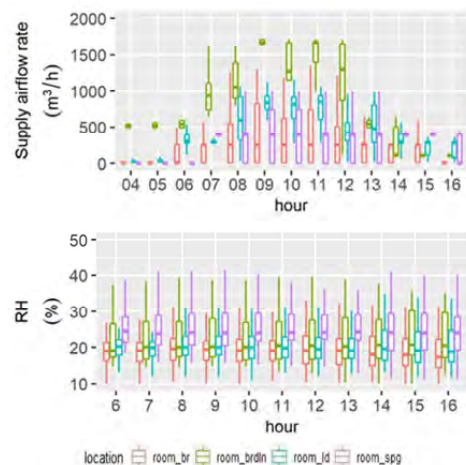 Supply airflow rate
(m³/h)
2000
1500
1000
500
0
04 05 06 07 08 09 10 11 12 13 14 15 16
hour
RH
(%)
50
40
30
20
10
6 7 8 9 10 11 12 13 14 15 16
hour
location room_br room_brdln room_ld room_spg